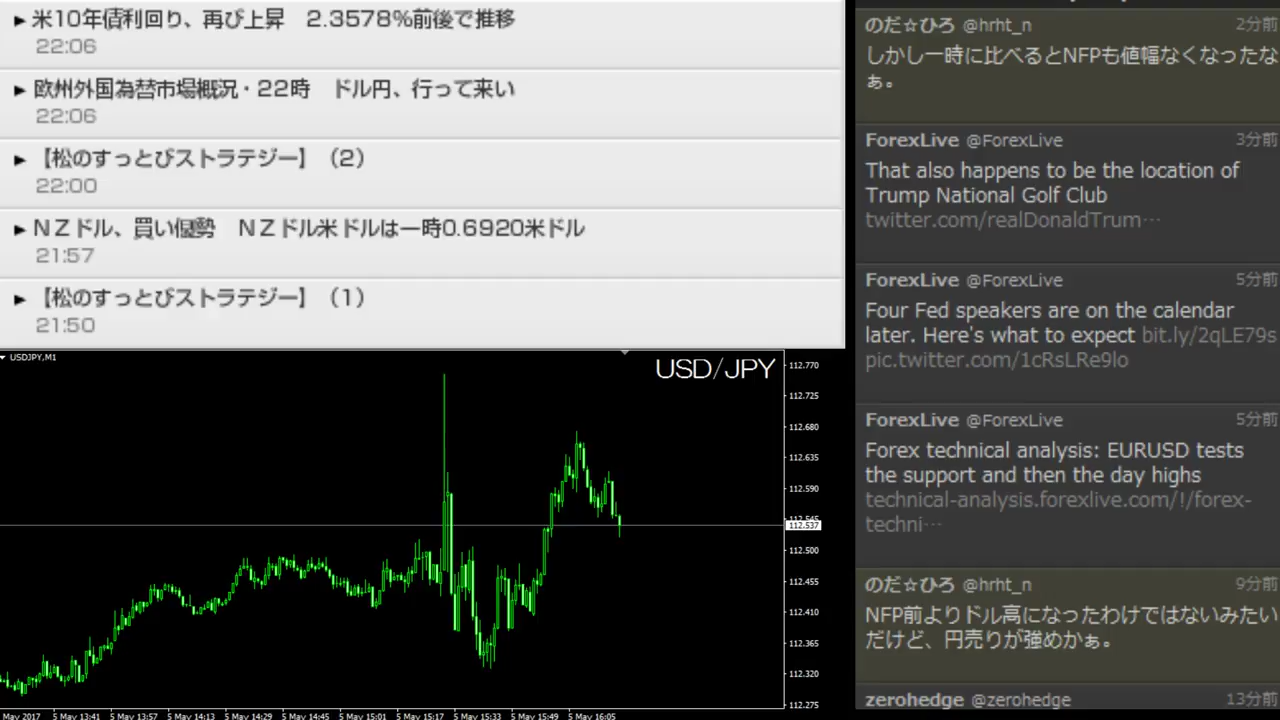 ▶米10年債利回り、再び上昇　2.3578%前後で推移
22:06
▶欧州外国為替市場概況・22時　ドル円、行って来い
22:06
▶【松のすっとびストラテジー】（2）
22:00
▶ＮＺドル、買い優勢　ＮＺドル米ドルは一時0.6920米ドル
21:57
▶【松のすっとびストラテジー】（1）
21:50
USDJPY,M1
USD/JPY
112.770
112.725
112.680
112.635
112.590
112.545
112.537
112.500
112.455
112.410
112.365
112.320
112.275
May 2017
5 May 13:41
5 May 13:57
5 May 14:13
5 May 14:29
5 May 14:45
5 May 15:01
5 May 15:17
5 May 15:33
5 May 15:49
5 May 16:05
のだ☆ひろ @hrht_n 2分前
しかし一時に比べるとNFPも値幅なくなったな
ぁ。
ForexLive @ForexLive 3分前
That also happens to be the location of
Trump National Golf Club
twitter.com/realDonaldTrum…
ForexLive @ForexLive 5分前
Four Fed speakers are on the calendar
later. Here's what to expect bit.ly/2qLE79s
pic.twitter.com/1cRsLRe9lo
ForexLive @ForexLive 5分前
Forex technical analysis: EURUSD tests
the support and then the day highs
technical-analysis.forexlive.com/!/forex-
techni…
のだ☆ひろ @hrht_n 9分前
NFP前よりドル高になったわけではないみたい
だけど、円売りが強めかぁ。
zerohedge @zerohedge 13分前